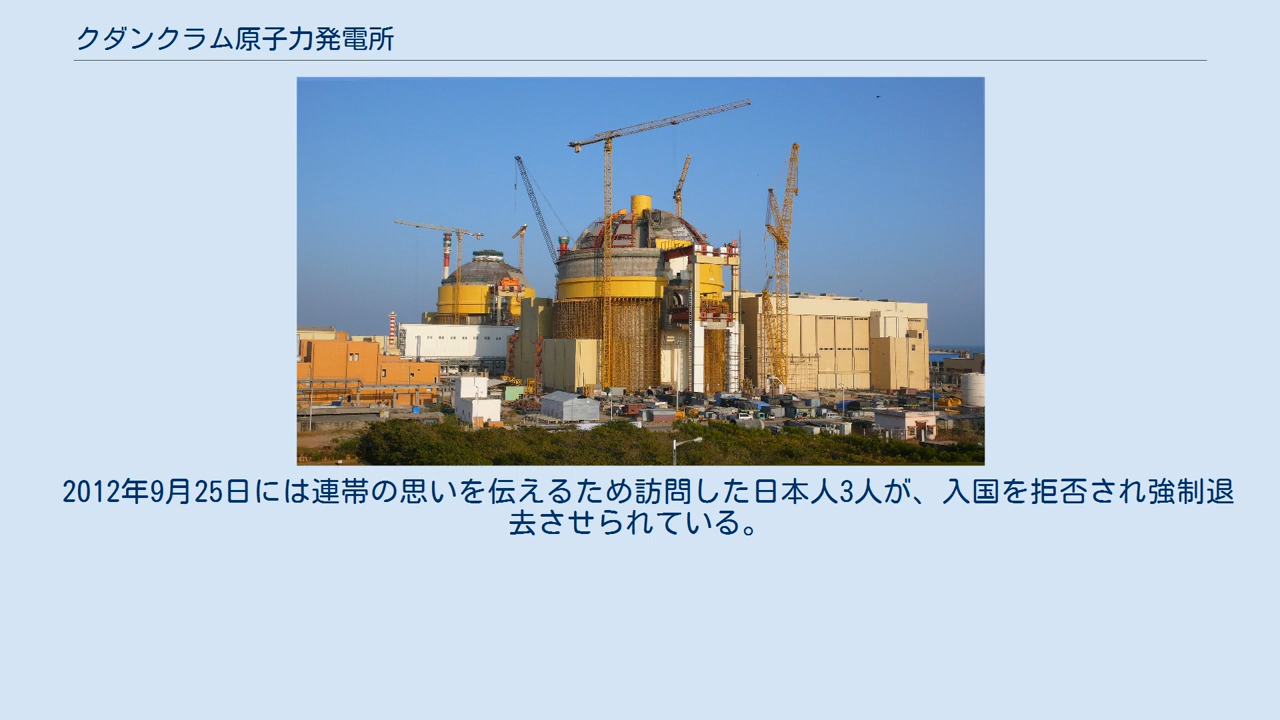 クダンクラム原子力発電所
2012年9月25日には連帯の思いを伝えるため訪問した日本人3人が、入国を拒否され強制退
去させられている。